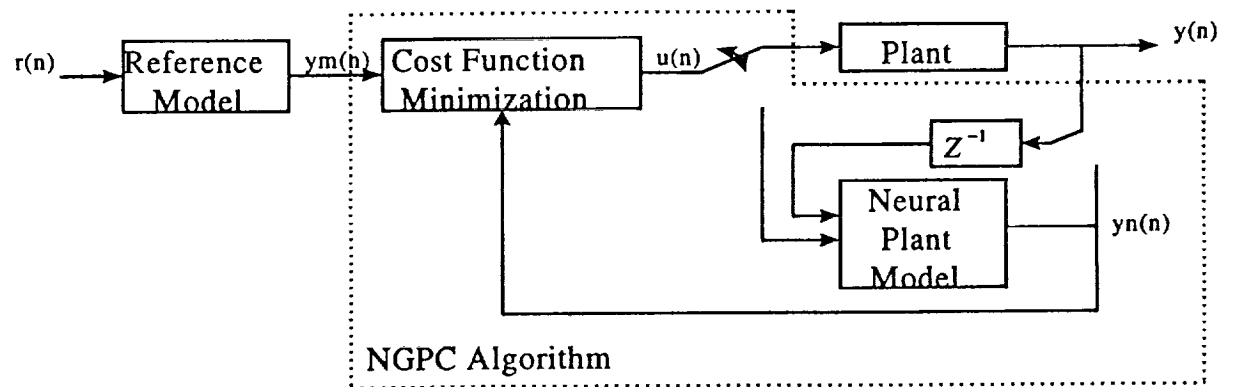 r(n)
Reference
Model
ym(n)
Cost Function
Minimization
u(n)
Plant
y(n)
Z⁻¹
Neural
Plant
Model
yn(n)
NGPC Algorithm